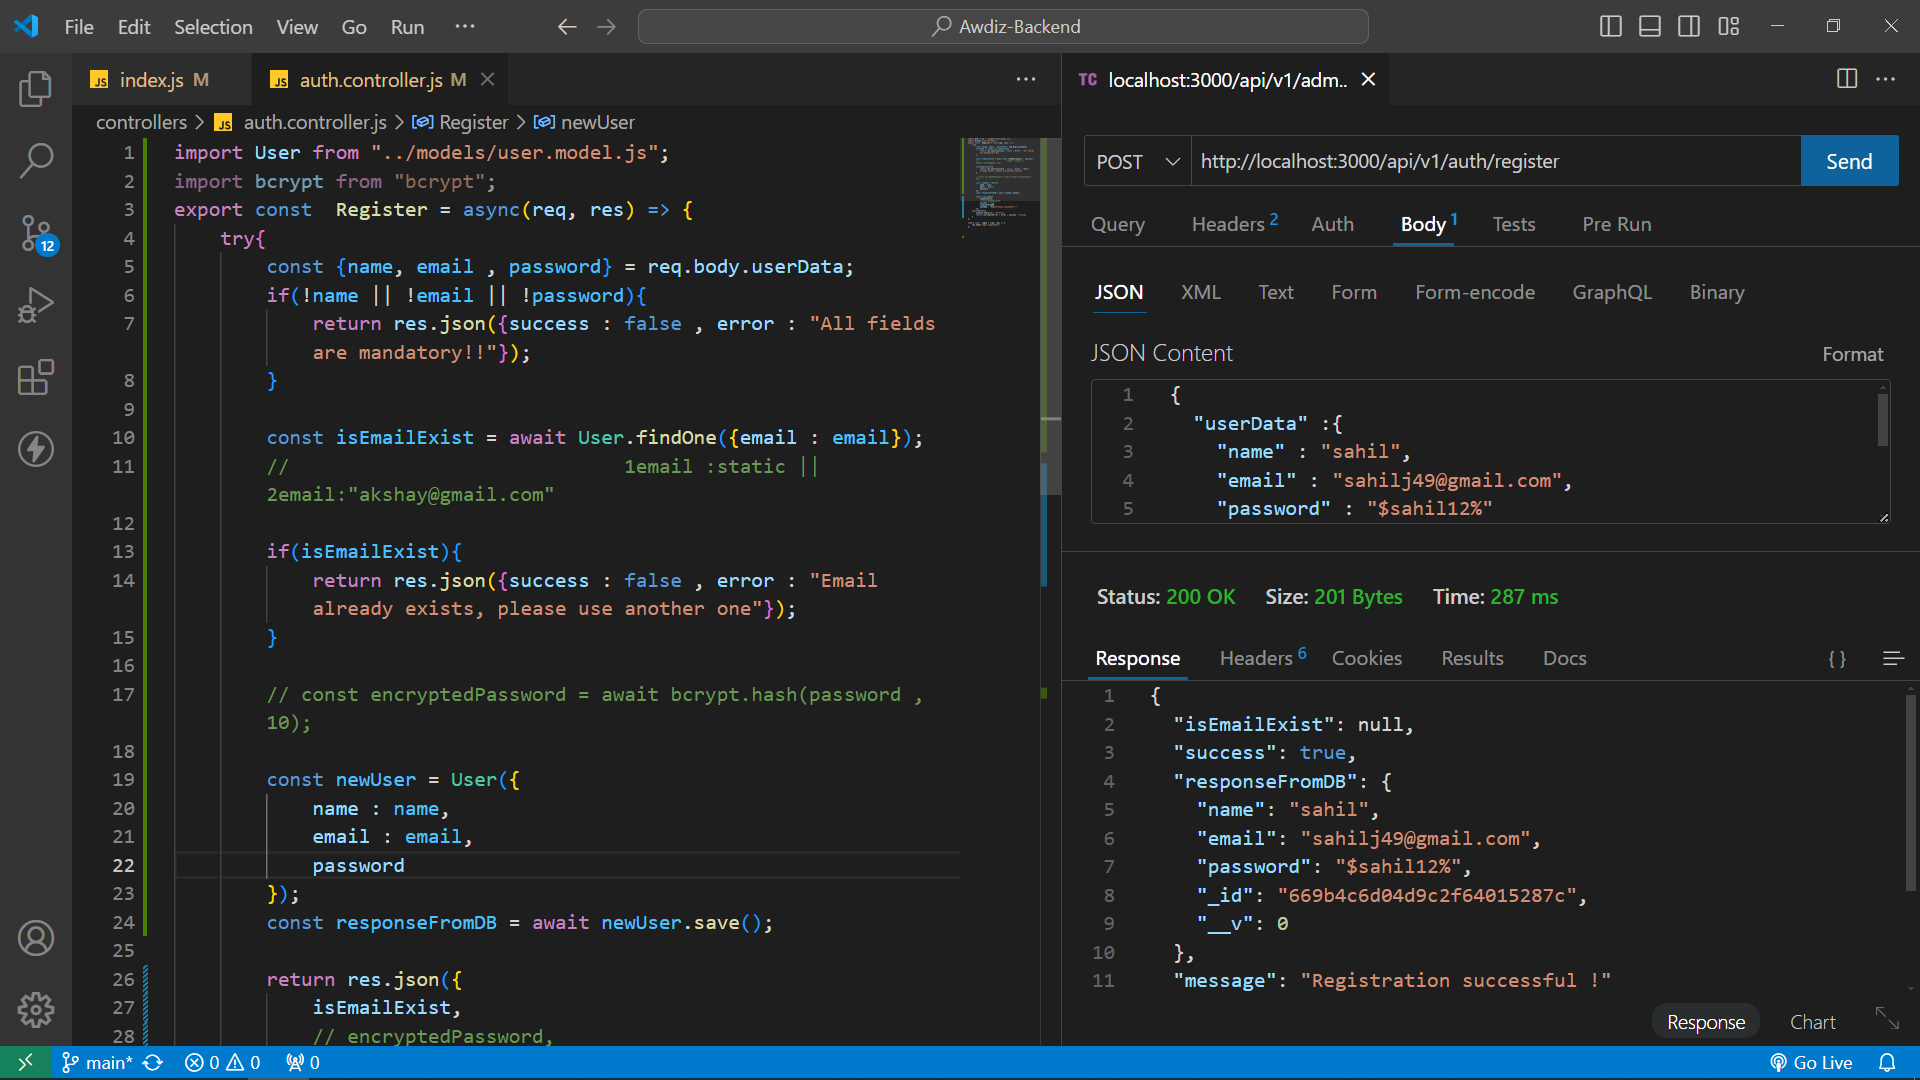 File Edit Selection View Go Run ··· Awdiz-Backend
index.js M auth.controller.js M
controllers > auth.controller.js > Register > newUser
12
1 import User from "../models/user.model.js";
2 import bcrypt from "bcrypt";
3 export const  Register = async(req, res) => {
4 try{
5 const {name, email , password} = req.body.userData;
6 if(!name || !email || !password){
7 return res.json({success : false , error : "All fields
are mandatory!!"});
8 }
9
10 const isEmailExist = await User.findOne({email : email});
11 // 1email :static ||
2email:"akshay@gmail.com"
12
13 if(isEmailExist){
14 return res.json({success : false , error : "Email
already exists, please use another one"});
15 }
16
17 // const encryptedPassword = await bcrypt.hash(password ,
10);
18
19 const newUser = User({
20 name : name,
21 email : email,
22 password
23 });
24 const responseFromDB = await newUser.save();
25
26 return res.json({
27 isEmailExist,
28 // encryptedPassword,
TC localhost:3000/api/v1/adm..
POST http://localhost:3000/api/v1/auth/register Send
Query Headers 2 Auth Body 1 Tests Pre Run
JSON XML Text Form Form-encode GraphQL Binary
JSON Content Format
1 {
2 "userData" :{
3 "name" : "sahil",
4 "email" : "sahilj49@gmail.com",
5 "password" : "$sahil12%"
Status: 200 OK Size: 201 Bytes Time: 287 ms
Response Headers 6 Cookies Results Docs { }
1 {
2 "isEmailExist": null,
3 "success": true,
4 "responseFromDB": {
5 "name": "sahil",
6 "email": "sahilj49@gmail.com",
7 "password": "$sahil12%",
8 "_id": "669b4c6d04d9c2f64015287c",
9 "__v": 0
10 },
11 "message": "Registration successful !"
Response Chart
main* 0 0 0 Go Live